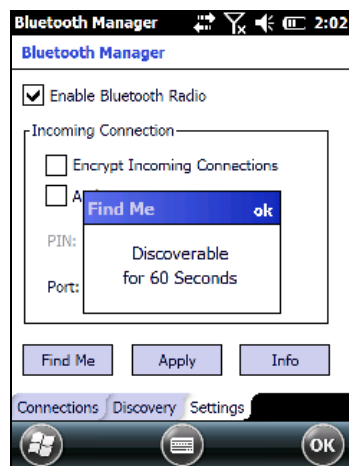 Bluetooth Manager 2:02
Bluetooth Manager
Enable Bluetooth Radio
Incoming Connection
Encrypt Incoming Connections
Find Me ok
PIN:
Discoverable
for 60 Seconds
Port:
Find Me Apply Info
Connections Discovery Settings
OK